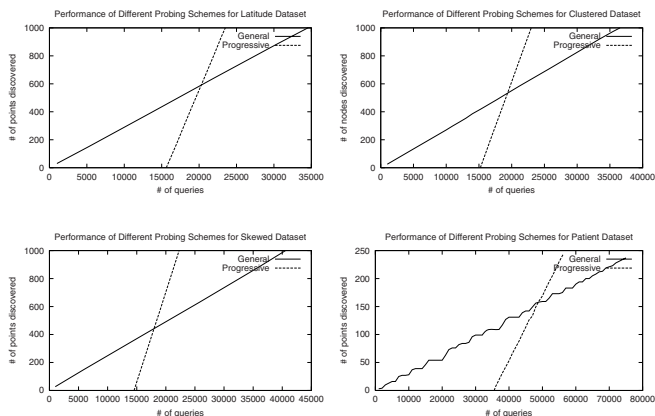 Performance of Different Probing Schemes for Latitude Dataset
1000
800
600
400
200
0
# of points discovered
General
Progressive
0 5000 10000 15000 20000 25000 30000 35000
# of queries
Performance of Different Probing Schemes for Clustered Dataset
1000
800
600
400
200
0
# of nodes discovered
General
Progressive
0 5000 10000 15000 20000 25000 30000 35000 40000
# of queries
Performance of Different Probing Schemes for Skewed Dataset
1000
800
600
400
200
0
# of points discovered
General
Progressive
0 5000 10000 15000 20000 25000 30000 35000 40000 45000
# of queries
Performance of Different Probing Schemes for Patient Dataset
250
200
150
100
50
0
# of points discovered
General
Progressive
0 10000 20000 30000 40000 50000 60000 70000 80000
# of queries